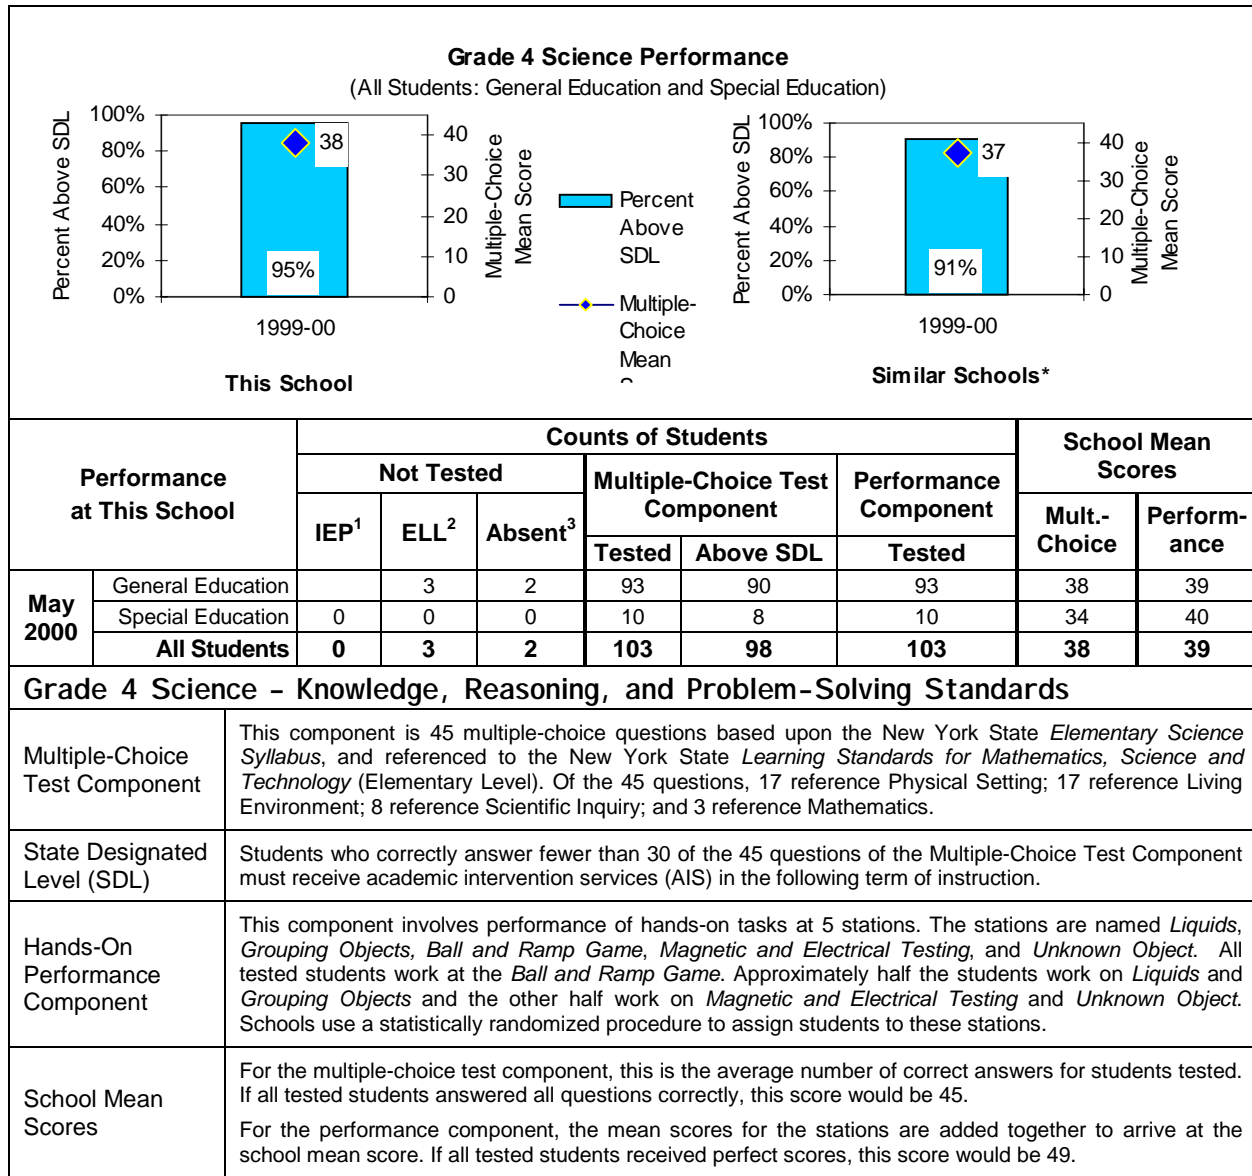 Grade 4 Science Performance
(All Students: General Education and Special Education)
Percent Above SDL
100%
80%
60%
40%
20%
0%
38
95%
40
30
20
10
0
Multiple-Choice
Mean Score
1999-00
This School
Percent
Above
SDL
Multiple-
Choice
Mean
Percent Above SDL
100%
80%
60%
40%
20%
0%
37
91%
40
30
20
10
0
Multiple-Choice
Mean Score
1999-00
Similar Schools*
Performance
at This School
Counts of Students
School Mean
Scores
Not Tested
Multiple-Choice Test
Component
Performance
Component
IEP1 ELL2 Absent3
Tested Above SDL Tested
Mult.-
Choice
Perform-
ance
May
2000
General Education 3 2 93 90 93 38 39
Special Education 0 0 0 10 8 10 34 40
All Students 0 3 2 103 98 103 38 39
Grade 4 Science – Knowledge, Reasoning, and Problem-Solving Standards
Multiple-Choice
Test Component
This component is 45 multiple-choice questions based upon the New York State Elementary Science
Syllabus, and referenced to the New York State Learning Standards for Mathematics, Science and
Technology (Elementary Level). Of the 45 questions, 17 reference Physical Setting; 17 reference Living
Environment; 8 reference Scientific Inquiry; and 3 reference Mathematics.
State Designated
Level (SDL)
Students who correctly answer fewer than 30 of the 45 questions of the Multiple-Choice Test Component
must receive academic intervention services (AIS) in the following term of instruction.
Hands-On
Performance
Component
This component involves performance of hands-on tasks at 5 stations. The stations are named Liquids,
Grouping Objects, Ball and Ramp Game, Magnetic and Electrical Testing, and Unknown Object. All
tested students work at the Ball and Ramp Game. Approximately half the students work on Liquids and
Grouping Objects and the other half work on Magnetic and Electrical Testing and Unknown Object.
Schools use a statistically randomized procedure to assign students to these stations.
School Mean
Scores
For the multiple-choice test component, this is the average number of correct answers for students tested.
If all tested students answered all questions correctly, this score would be 45.
For the performance component, the mean scores for the stations are added together to arrive at the
school mean score. If all tested students received perfect scores, this score would be 49.